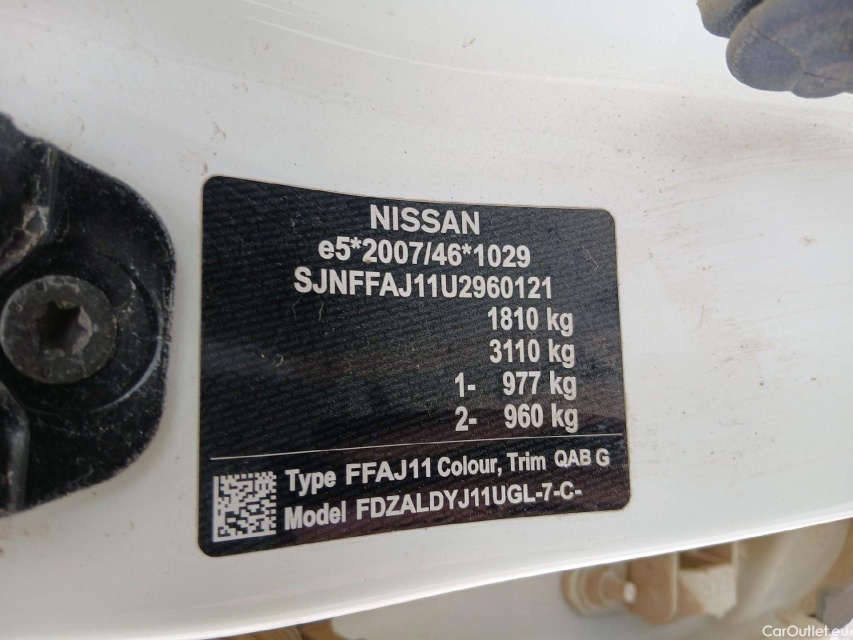 NISSAN
e5*2007/46*1029
SJNFFAJ11U2960121
1810 kg
3110 kg
1- 977 kg
2- 960 kg
Type FFAJ11 Colour, Trim QAB G
Model FDZALDYJ11UGL-7-C-
CarOutlet.eu